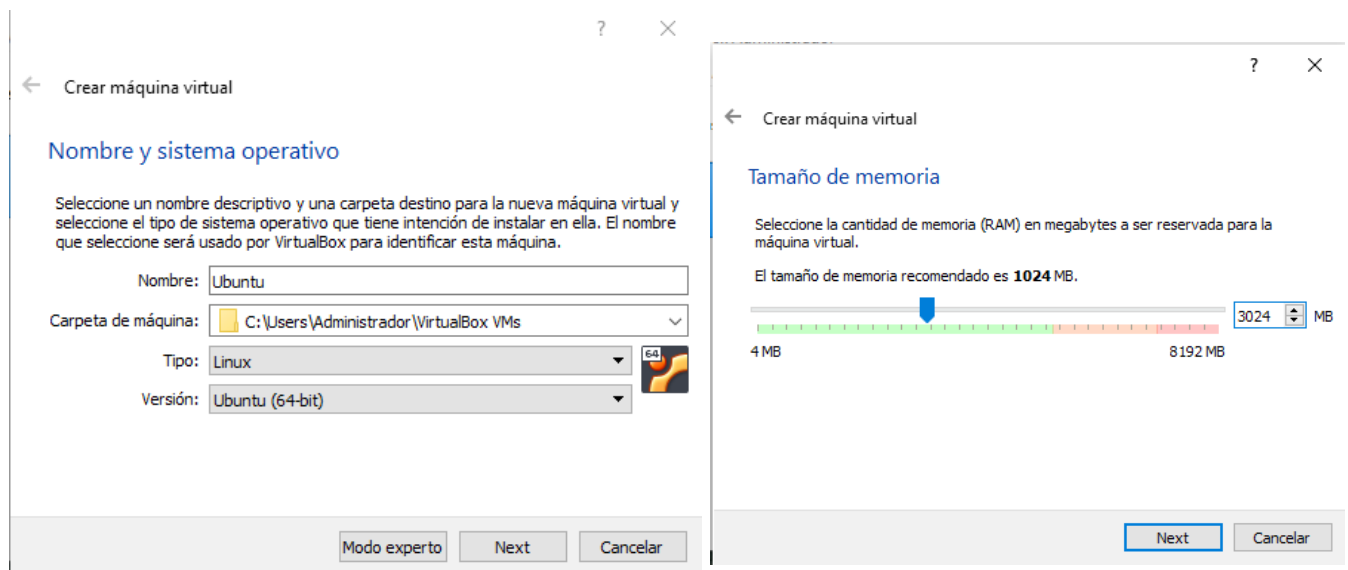 ?
Crear máquina virtual
Nombre y sistema operativo
Seleccione un nombre descriptivo y una carpeta destino para la nueva máquina virtual y
seleccione el tipo de sistema operativo que tiene intención de instalar en ella. El nombre
que seleccione será usado por VirtualBox para identificar esta máquina.
Nombre: Ubuntu
Carpeta de máquina: C:\Users\Administrador\VirtualBox VMs
Tipo: Linux
64
Versión: Ubuntu (64-bit)
Modo experto Next Cancelar
?
Crear máquina virtual
Tamaño de memoria
Seleccione la cantidad de memoria (RAM) en megabytes a ser reservada para la
máquina virtual.
El tamaño de memoria recomendado es 1024 MB.
3024 MB
4 MB 8192 MB
Next Cancelar